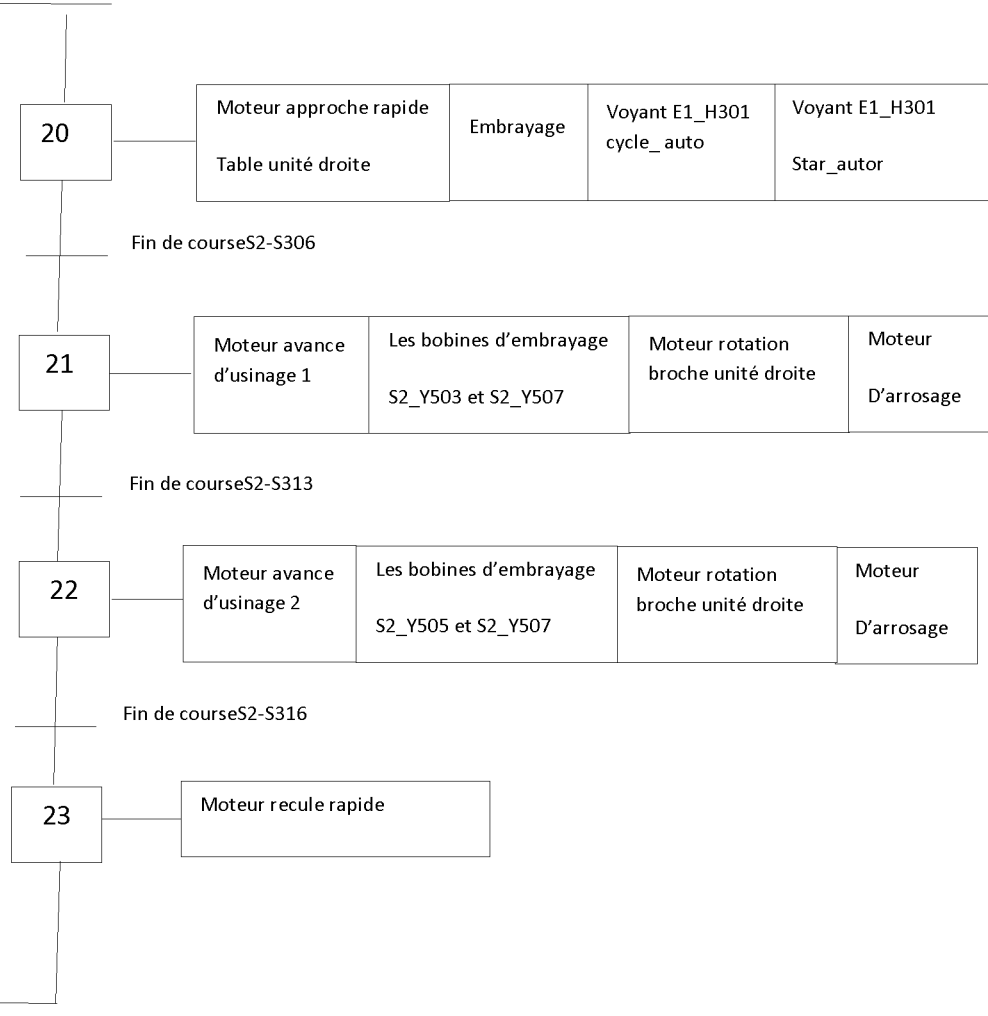 20
Moteur approche rapide
Table unité droite
Embrayage
Voyant E1_H301
cycle_ auto
Voyant E1_H301
Star_autor
Fin de courseS2-S306
21
Moteur avance
d’usinage 1
Les bobines d’embrayage
S2_Y503 et S2_Y507
Moteur rotation
broche unité droite
Moteur
D’arrosage
Fin de courseS2-S313
22
Moteur avance
d’usinage 2
Les bobines d’embrayage
S2_Y505 et S2_Y507
Moteur rotation
broche unité droite
Moteur
D’arrosage
Fin de courseS2-S316
23
Moteur recule rapide